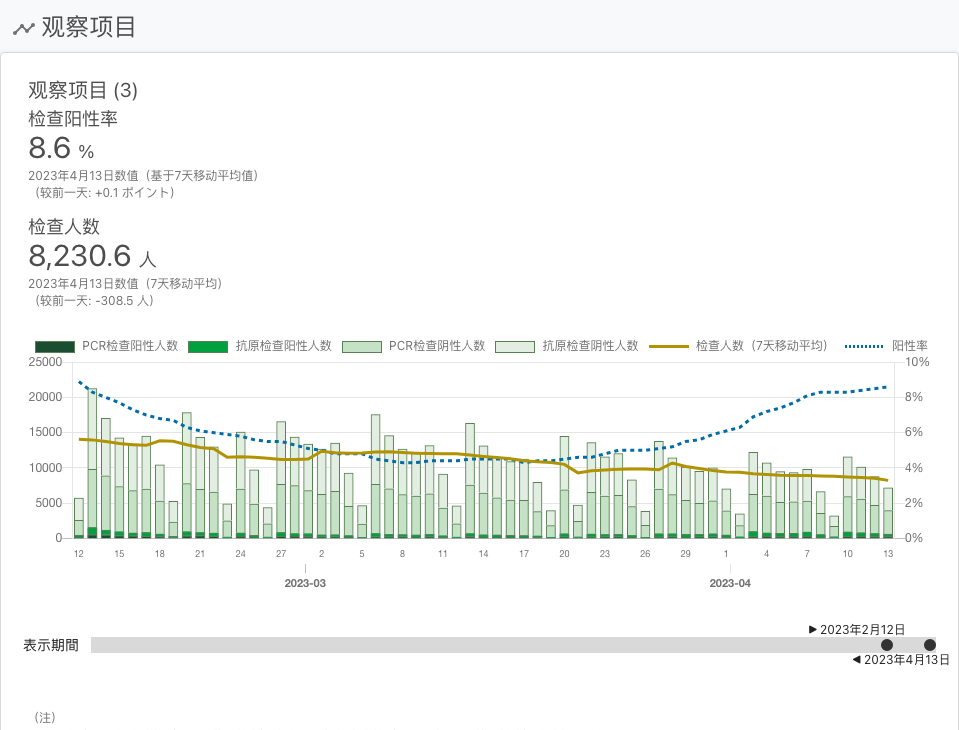 观察项目
观察项目 (3)
检查阳性率
8.6 %
2023年4月13日数值（基于7天移动平均值）
（较前一天: +0.1 ポイント）
检查人数
8,230.6 人
2023年4月13日数值（7天移动平均）
（较前一天: -308.5 人）
PCR检查阳性人数 抗原检查阳性人数 PCR检查阴性人数 抗原检查阴性人数 检查人数（7天移动平均） 阳性率
25000 10%
20000 8%
15000 6%
10000 4%
5000 2%
0 0%
12 15 18 21 24 27 2 5 8 11 14 17 20 23 26 29 1 4 7 10 13
2023-03 2023-04
2023年2月12日
表示期間
2023年4月13日
（注）